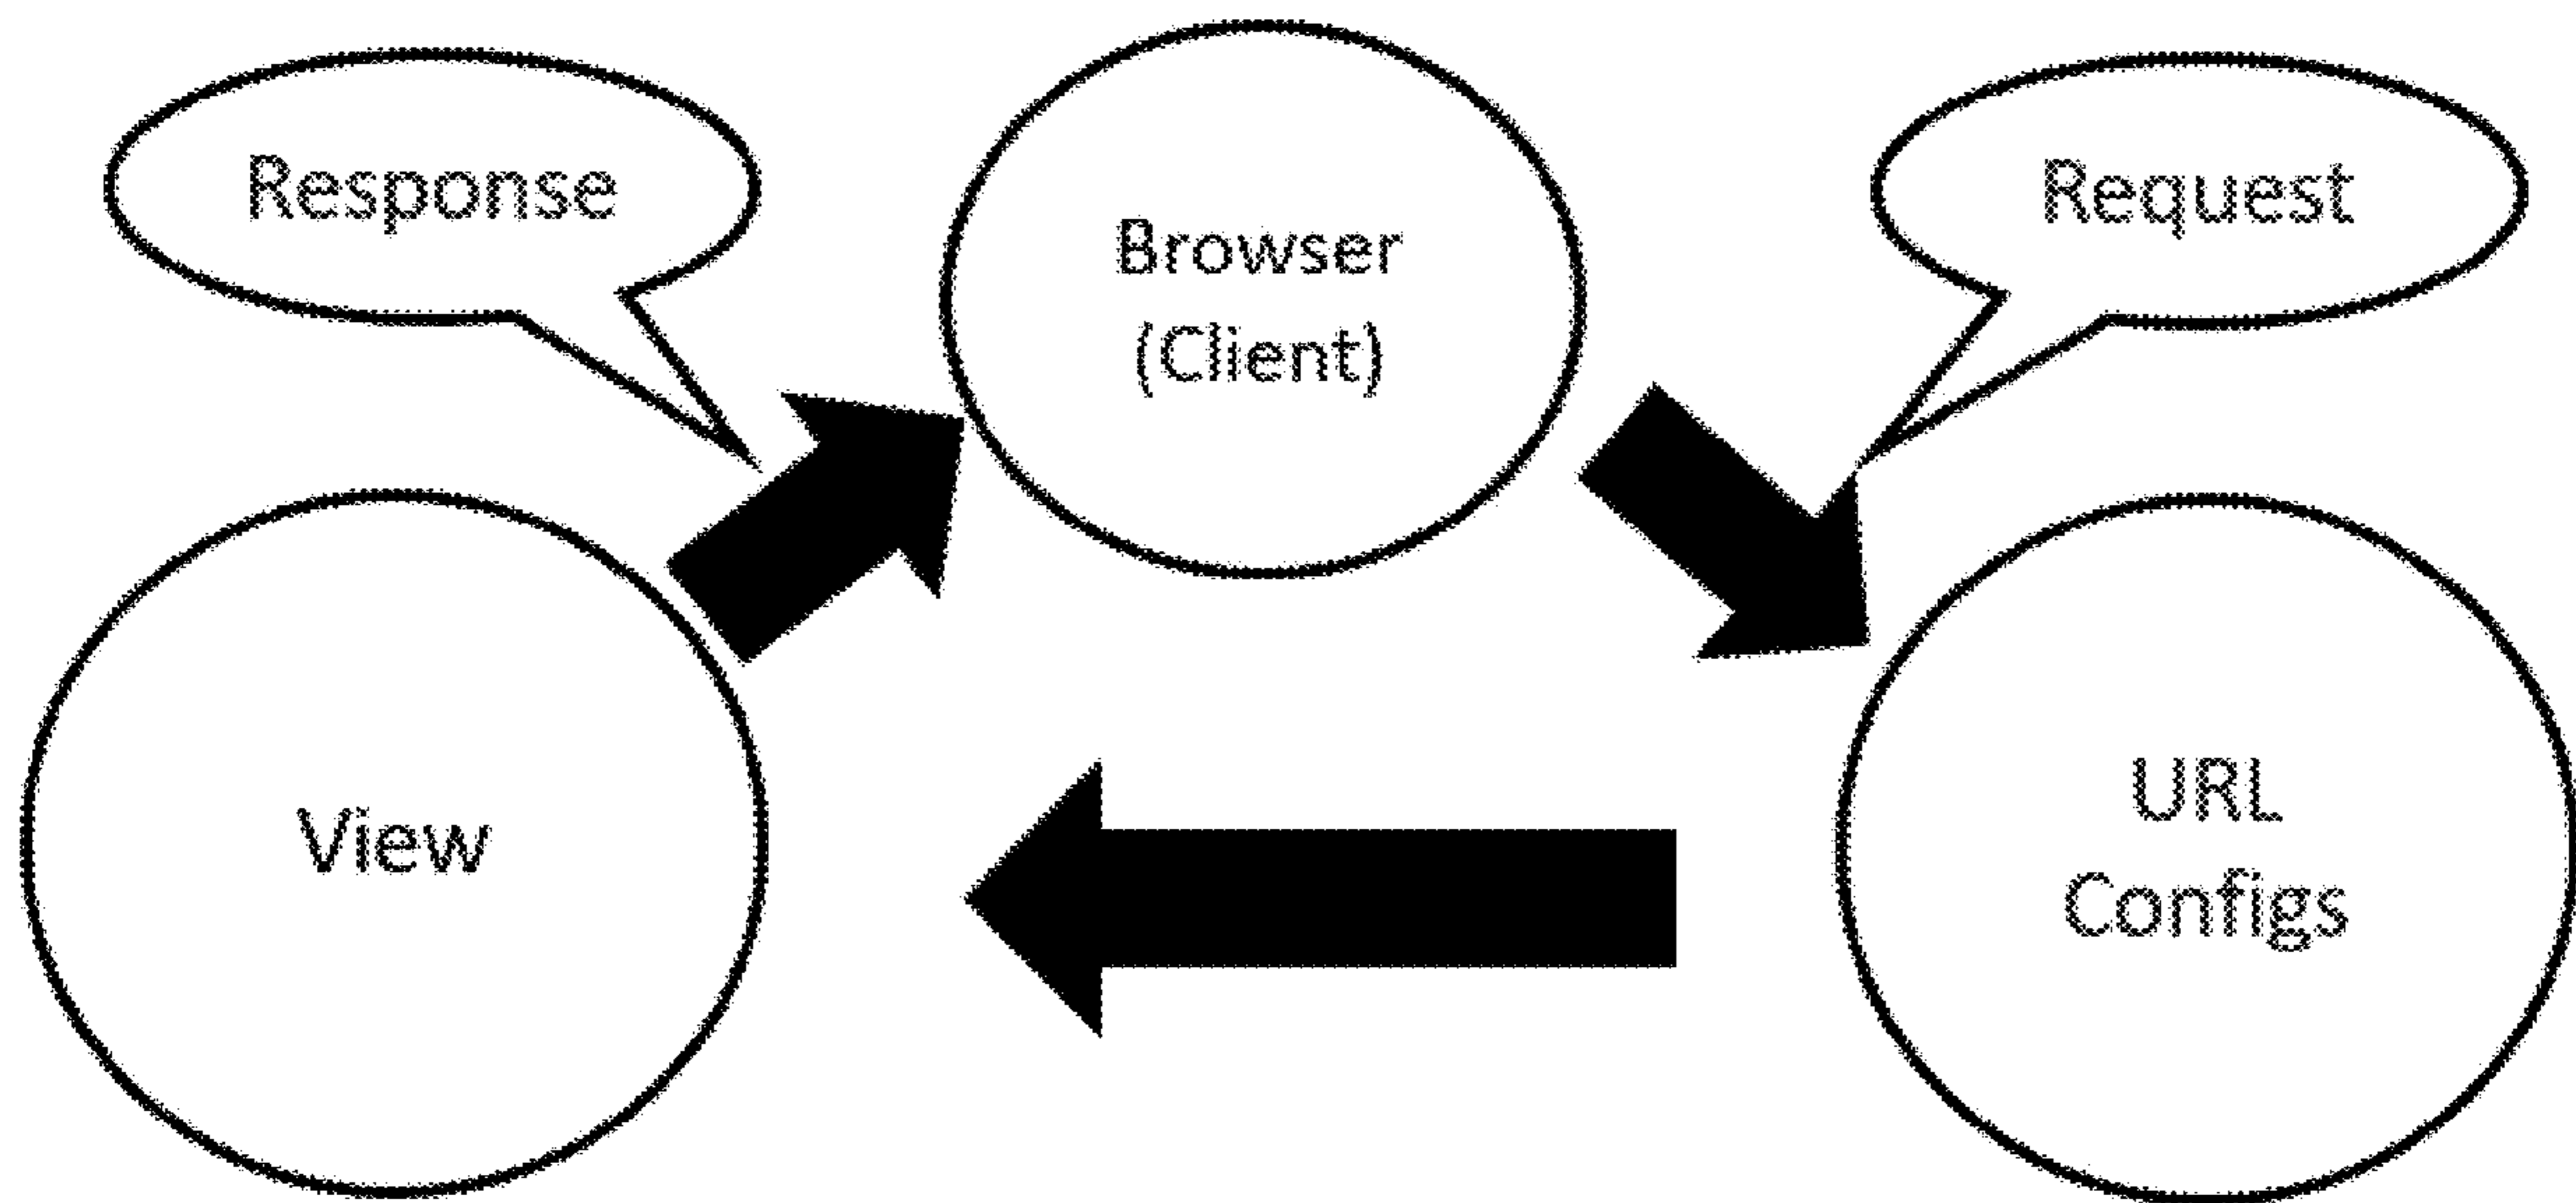 Response
Browser
(Client)
Request
View
URL
Configs